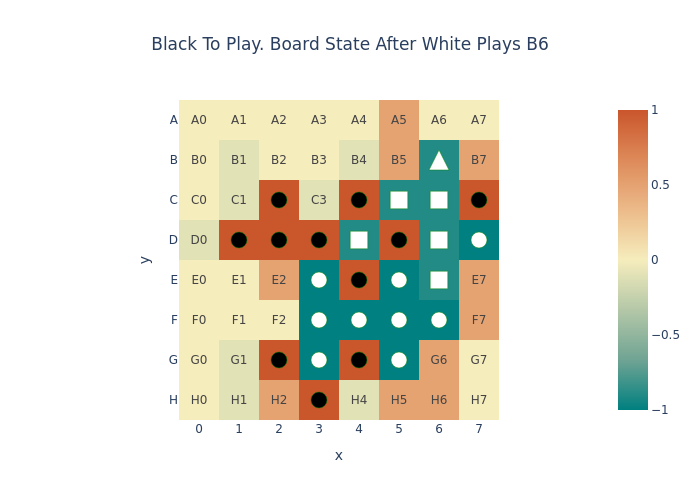 Black To Play. Board State After White Plays B6
A A0 A1 A2 A3 A4 A5 A6 A7
B B0 B1 B2 B3 B4 B5 B7
C C0 C1 C3
D D0
E E0 E1 E2 E7
F F0 F1 F2 F7
G G0 G1 G6 G7
H H0 H1 H2 H4 H5 H6 H7
0 1 2 3 4 5 6 7
x
y
1
0.5
0
−0.5
−1